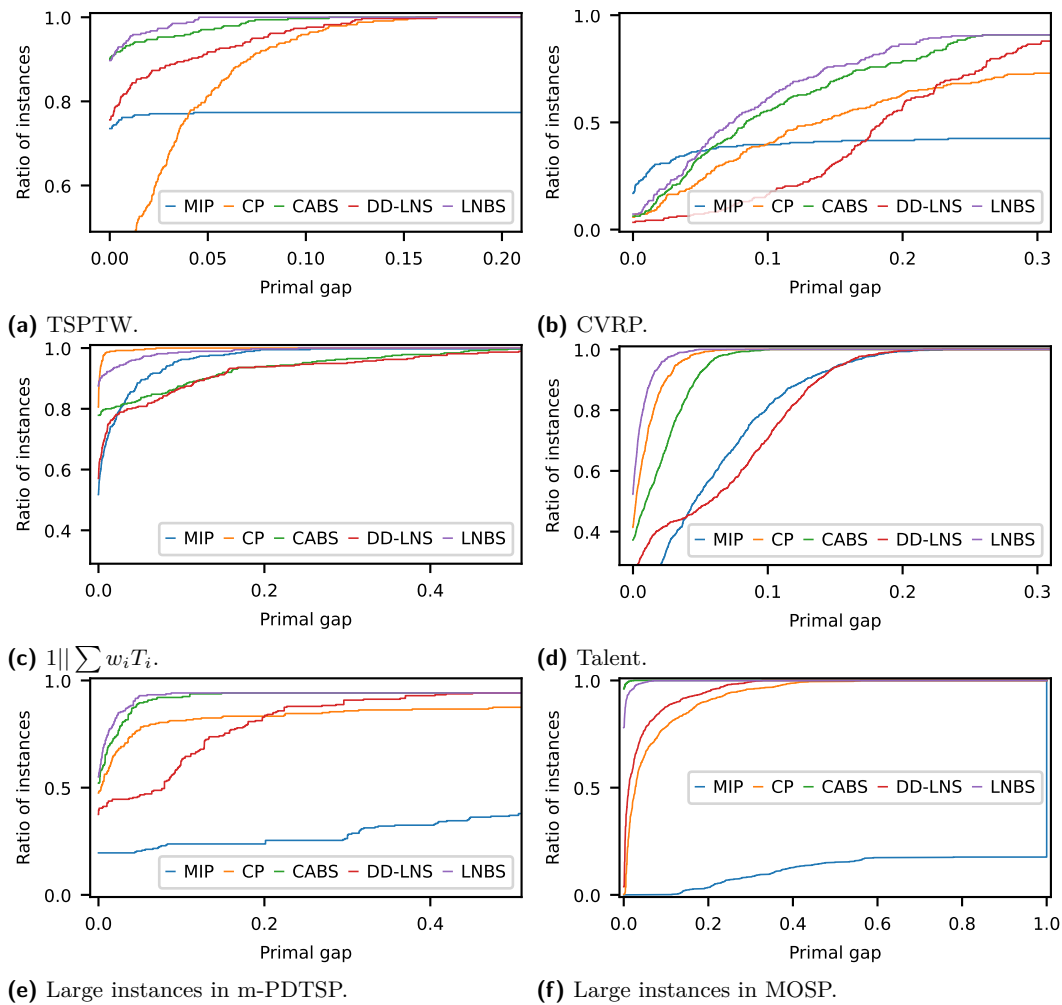 1.0
0.8
0.6
Ratio of instances
MIP CP CABS DD-LNS LNBS
0.00 0.05 0.10 0.15 0.20
Primal gap
(a) TSPTW.
1.0
0.5
0.0
Ratio of instances
MIP CP CABS DD-LNS LNBS
0.0 0.1 0.2 0.3
Primal gap
(b) CVRP.
1.0
0.8
0.6
0.4
Ratio of instances
MIP CP CABS DD-LNS LNBS
0.0 0.2 0.4
Primal gap
(c) 1|| ∑ w_iT_i.
1.0
0.8
0.6
0.4
Ratio of instances
MIP CP CABS DD-LNS LNBS
0.0 0.1 0.2 0.3
Primal gap
(d) Talent.
1.0
0.5
0.0
Ratio of instances
MIP CP CABS DD-LNS LNBS
0.0 0.2 0.4
Primal gap
(e) Large instances in m-PDTSP.
1.0
0.5
0.0
Ratio of instances
MIP CP CABS DD-LNS LNBS
0.0 0.2 0.4 0.6 0.8 1.0
Primal gap
(f) Large instances in MOSP.